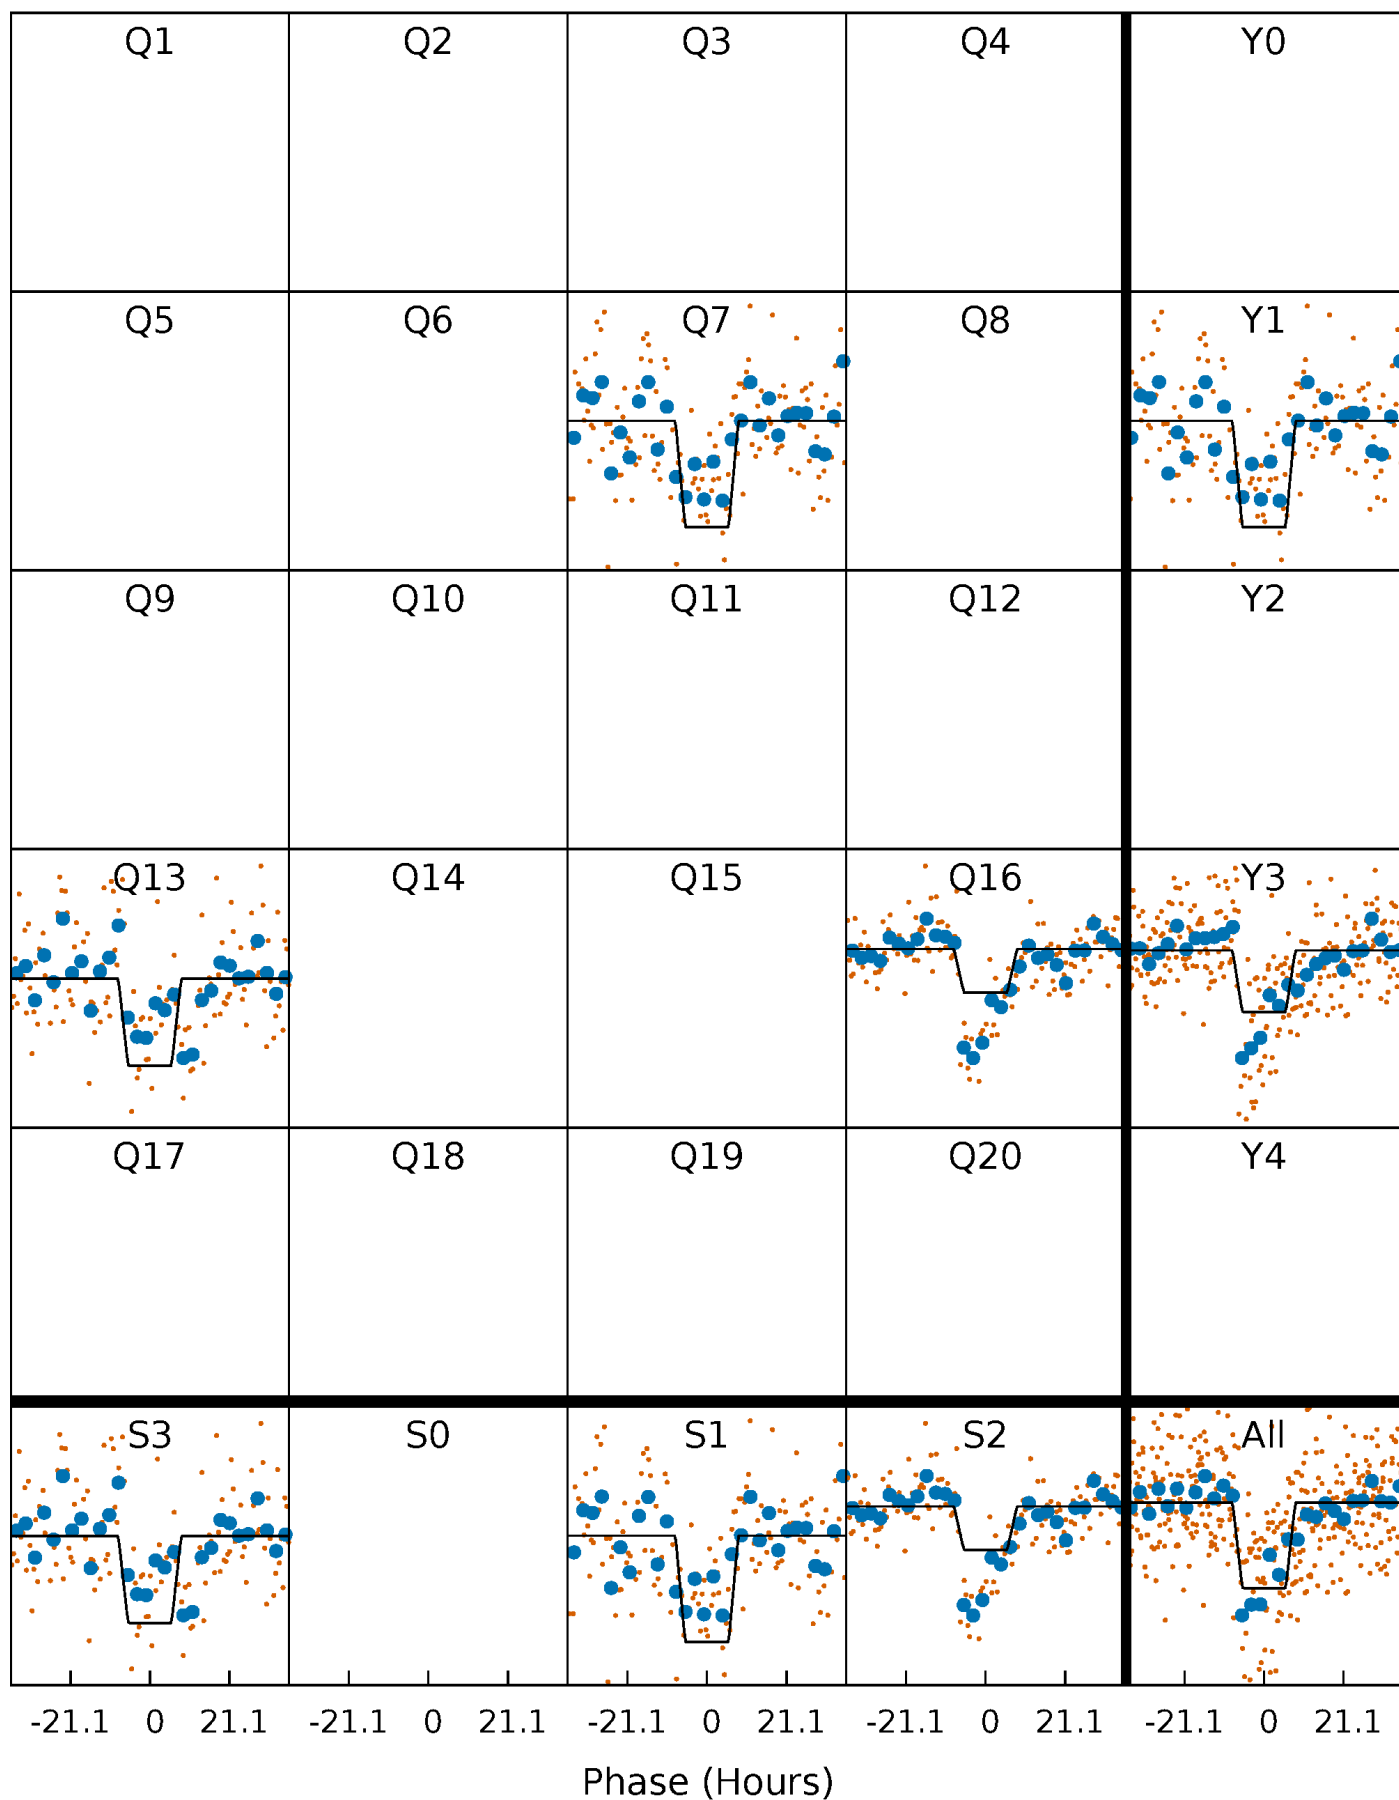 Q1 Q2 Q3 Q4 Y0
Q5 Q6 Q7 Q8 Y1
Q9 Q10 Q11 Q12 Y2
Q13 Q14 Q15 Q16 Y3
Q17 Q18 Q19 Q20 Y4
S3 S0 S1 S2 All
-21.1 0 21.1 -21.1 0 21.1 -21.1 0 21.1 -21.1 0 21.1 -21.1 0 21.1
Phase (Hours)